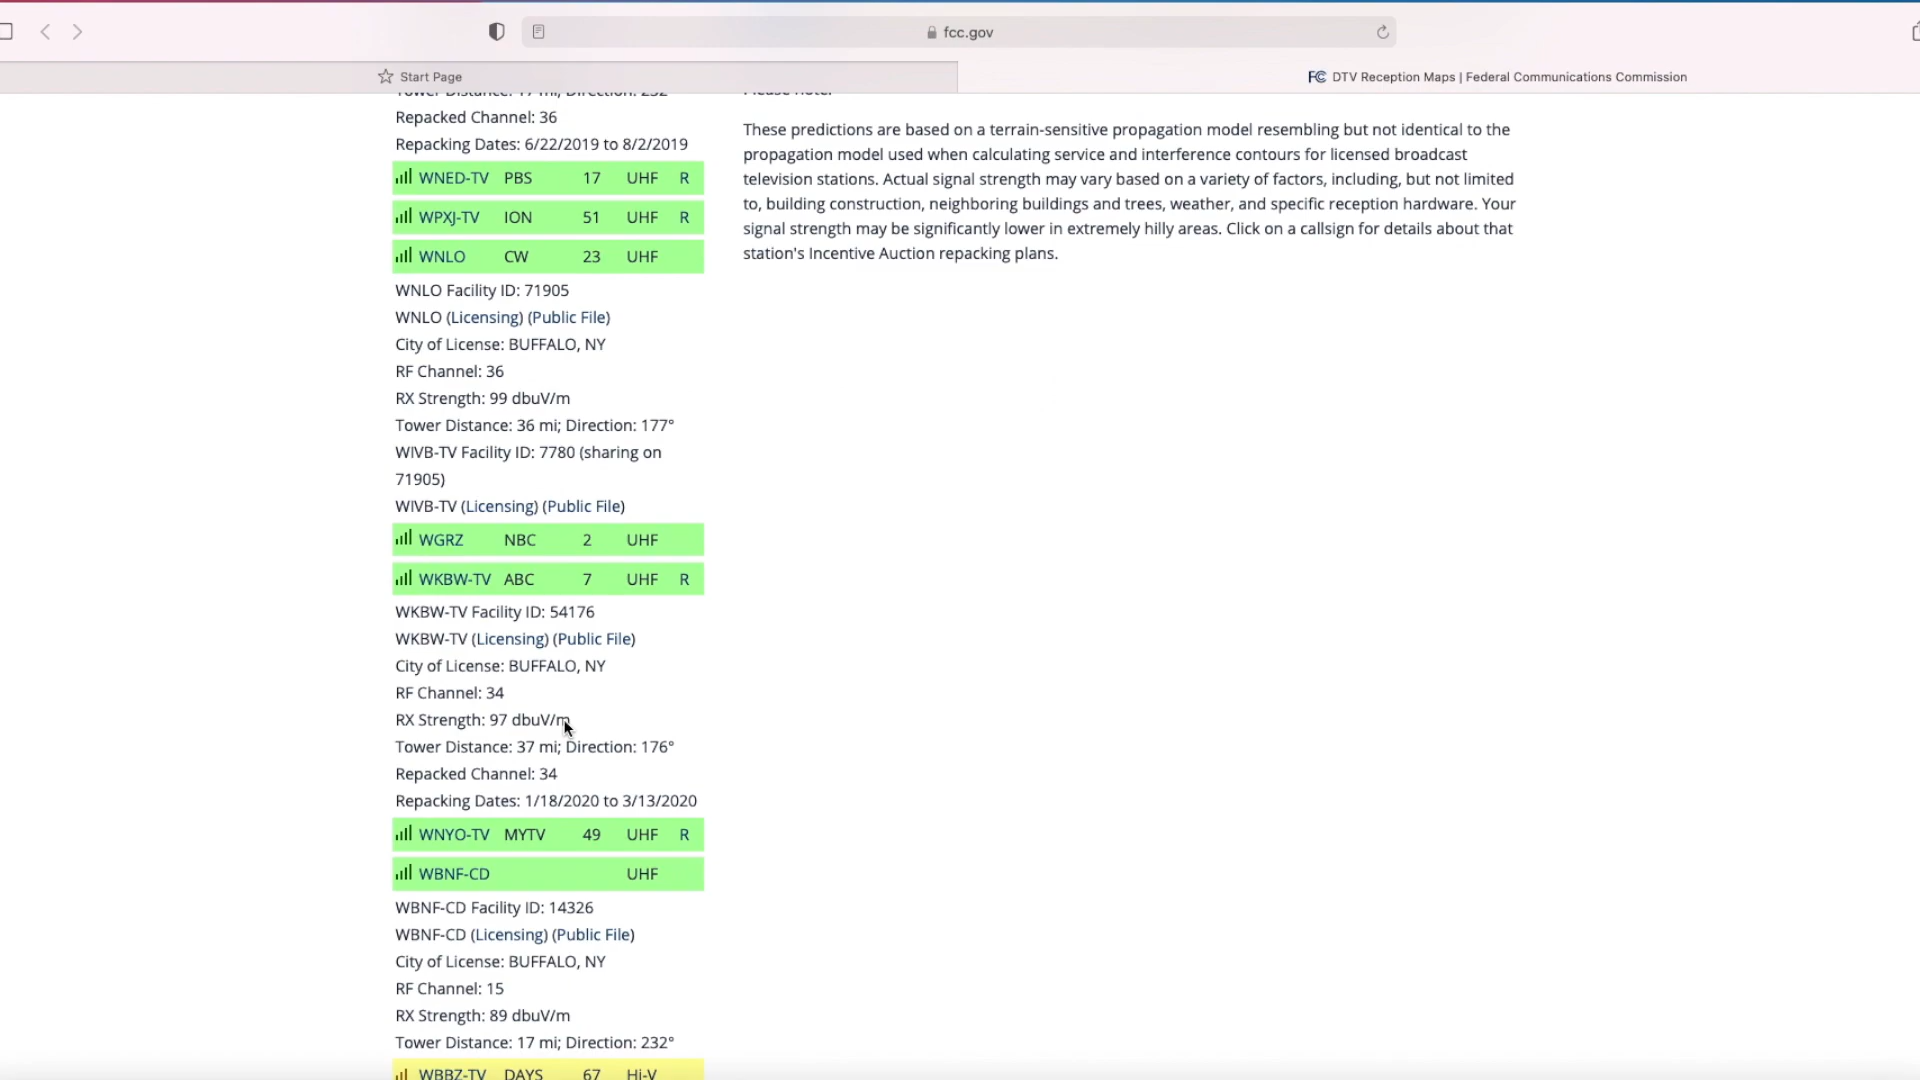 fcc.gov
Start Page
DTV Reception Maps | Federal Communications Commission
Tower Distance: 17 mi; Direction: 232°
Repacked Channel: 36
Repacking Dates: 6/22/2019 to 8/2/2019
WNED-TV PBS 17 UHF R
WPXJ-TV ION 51 UHF R
WNLO CW 23 UHF
WNLO Facility ID: 71905
WNLO (Licensing) (Public File)
City of License: BUFFALO, NY
RF Channel: 36
RX Strength: 99 dbuV/m
Tower Distance: 36 mi; Direction: 177°
WIVB-TV Facility ID: 7780 (sharing on
71905)
WIVB-TV (Licensing) (Public File)
WGRZ NBC 2 UHF
WKBW-TV ABC 7 UHF R
WKBW-TV Facility ID: 54176
WKBW-TV (Licensing) (Public File)
City of License: BUFFALO, NY
RF Channel: 34
RX Strength: 97 dbuV/m
Tower Distance: 37 mi; Direction: 176°
Repacked Channel: 34
Repacking Dates: 1/18/2020 to 3/13/2020
WNYO-TV MYTV 49 UHF R
WBNF-CD UHF
WBNF-CD Facility ID: 14326
WBNF-CD (Licensing) (Public File)
City of License: BUFFALO, NY
RF Channel: 15
RX Strength: 89 dbuV/m
Tower Distance: 17 mi; Direction: 232°
WBBZ-TV DAYS 67 Hi-V
Please note:
These predictions are based on a terrain-sensitive propagation model resembling but not identical to the
propagation model used when calculating service and interference contours for licensed broadcast
television stations. Actual signal strength may vary based on a variety of factors, including, but not limited
to, building construction, neighboring buildings and trees, weather, and specific reception hardware. Your
signal strength may be significantly lower in extremely hilly areas. Click on a callsign for details about that
station's Incentive Auction repacking plans.